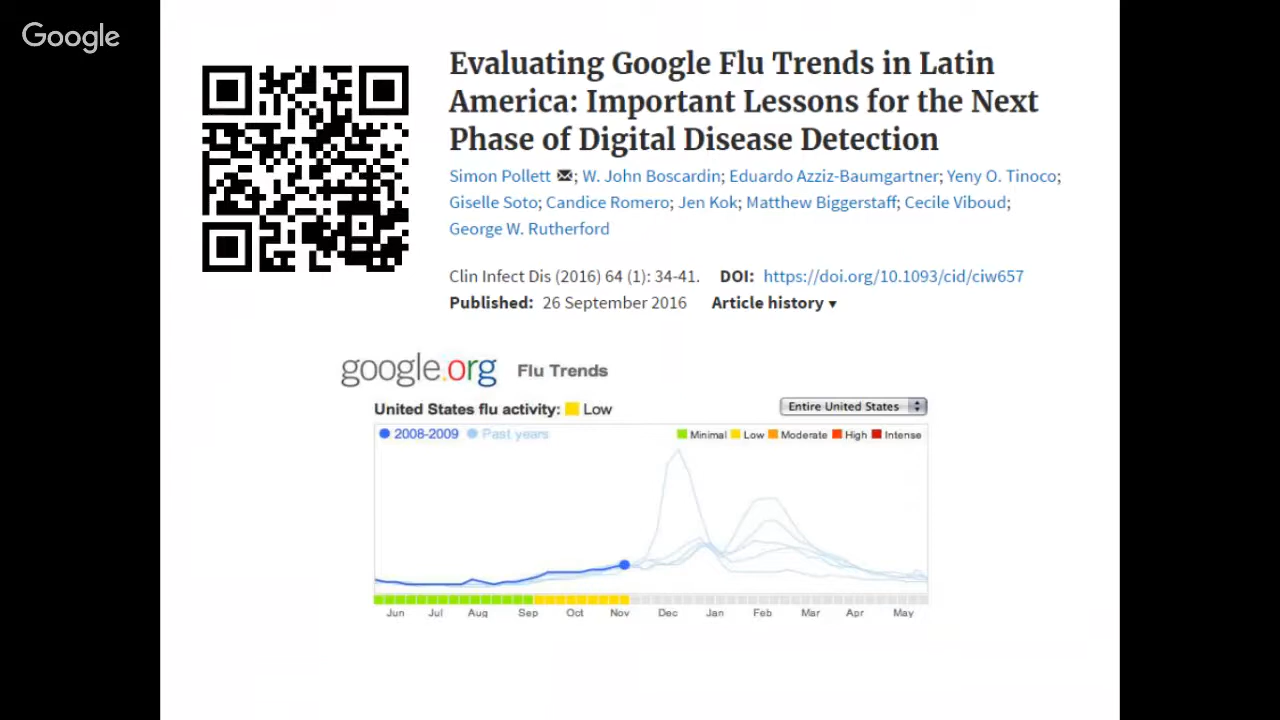 Google
Evaluating Google Flu Trends in Latin
America: Important Lessons for the Next
Phase of Digital Disease Detection
Simon Pollett ; W. John Boscardin; Eduardo Azziz-Baumgartner; Yeny O. Tinoco;
Giselle Soto; Candice Romero; Jen Kok; Matthew Biggerstaff; Cecile Viboud;
George W. Rutherford
Clin Infect Dis (2016) 64 (1): 34-41. DOI: https://doi.org/10.1093/cid/ciw657
Published: 26 September 2016 Article history ▾
google.org Flu Trends
United States flu activity: Low Entire United States
2008-2009 Past years Minimal Low Moderate High Intense
Jun Jul Aug Sep Oct Nov Dec Jan Feb Mar Apr May